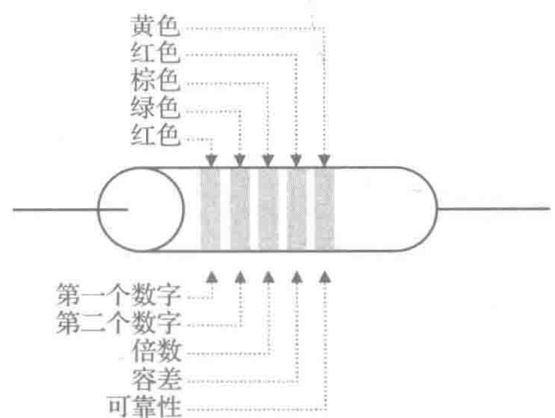 黄色
红色
棕色
绿色
红色
第一个数字
第二个数字
倍数
容差
可靠性